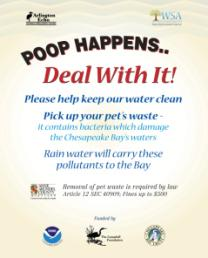 Arlington
Echo
WSA
POOP HAPPENS..
Deal With It!
Please help keep our water clean
Pick up your pet's waste -
it contains bacteria which damage
the Chesapeake Bay's waters
Rain water will carry these
pollutants to the Bay
Removal of pet waste is required by law
Article 12 SEC 40909; Fines up to $500
Funded by
The Campbell
Foundation